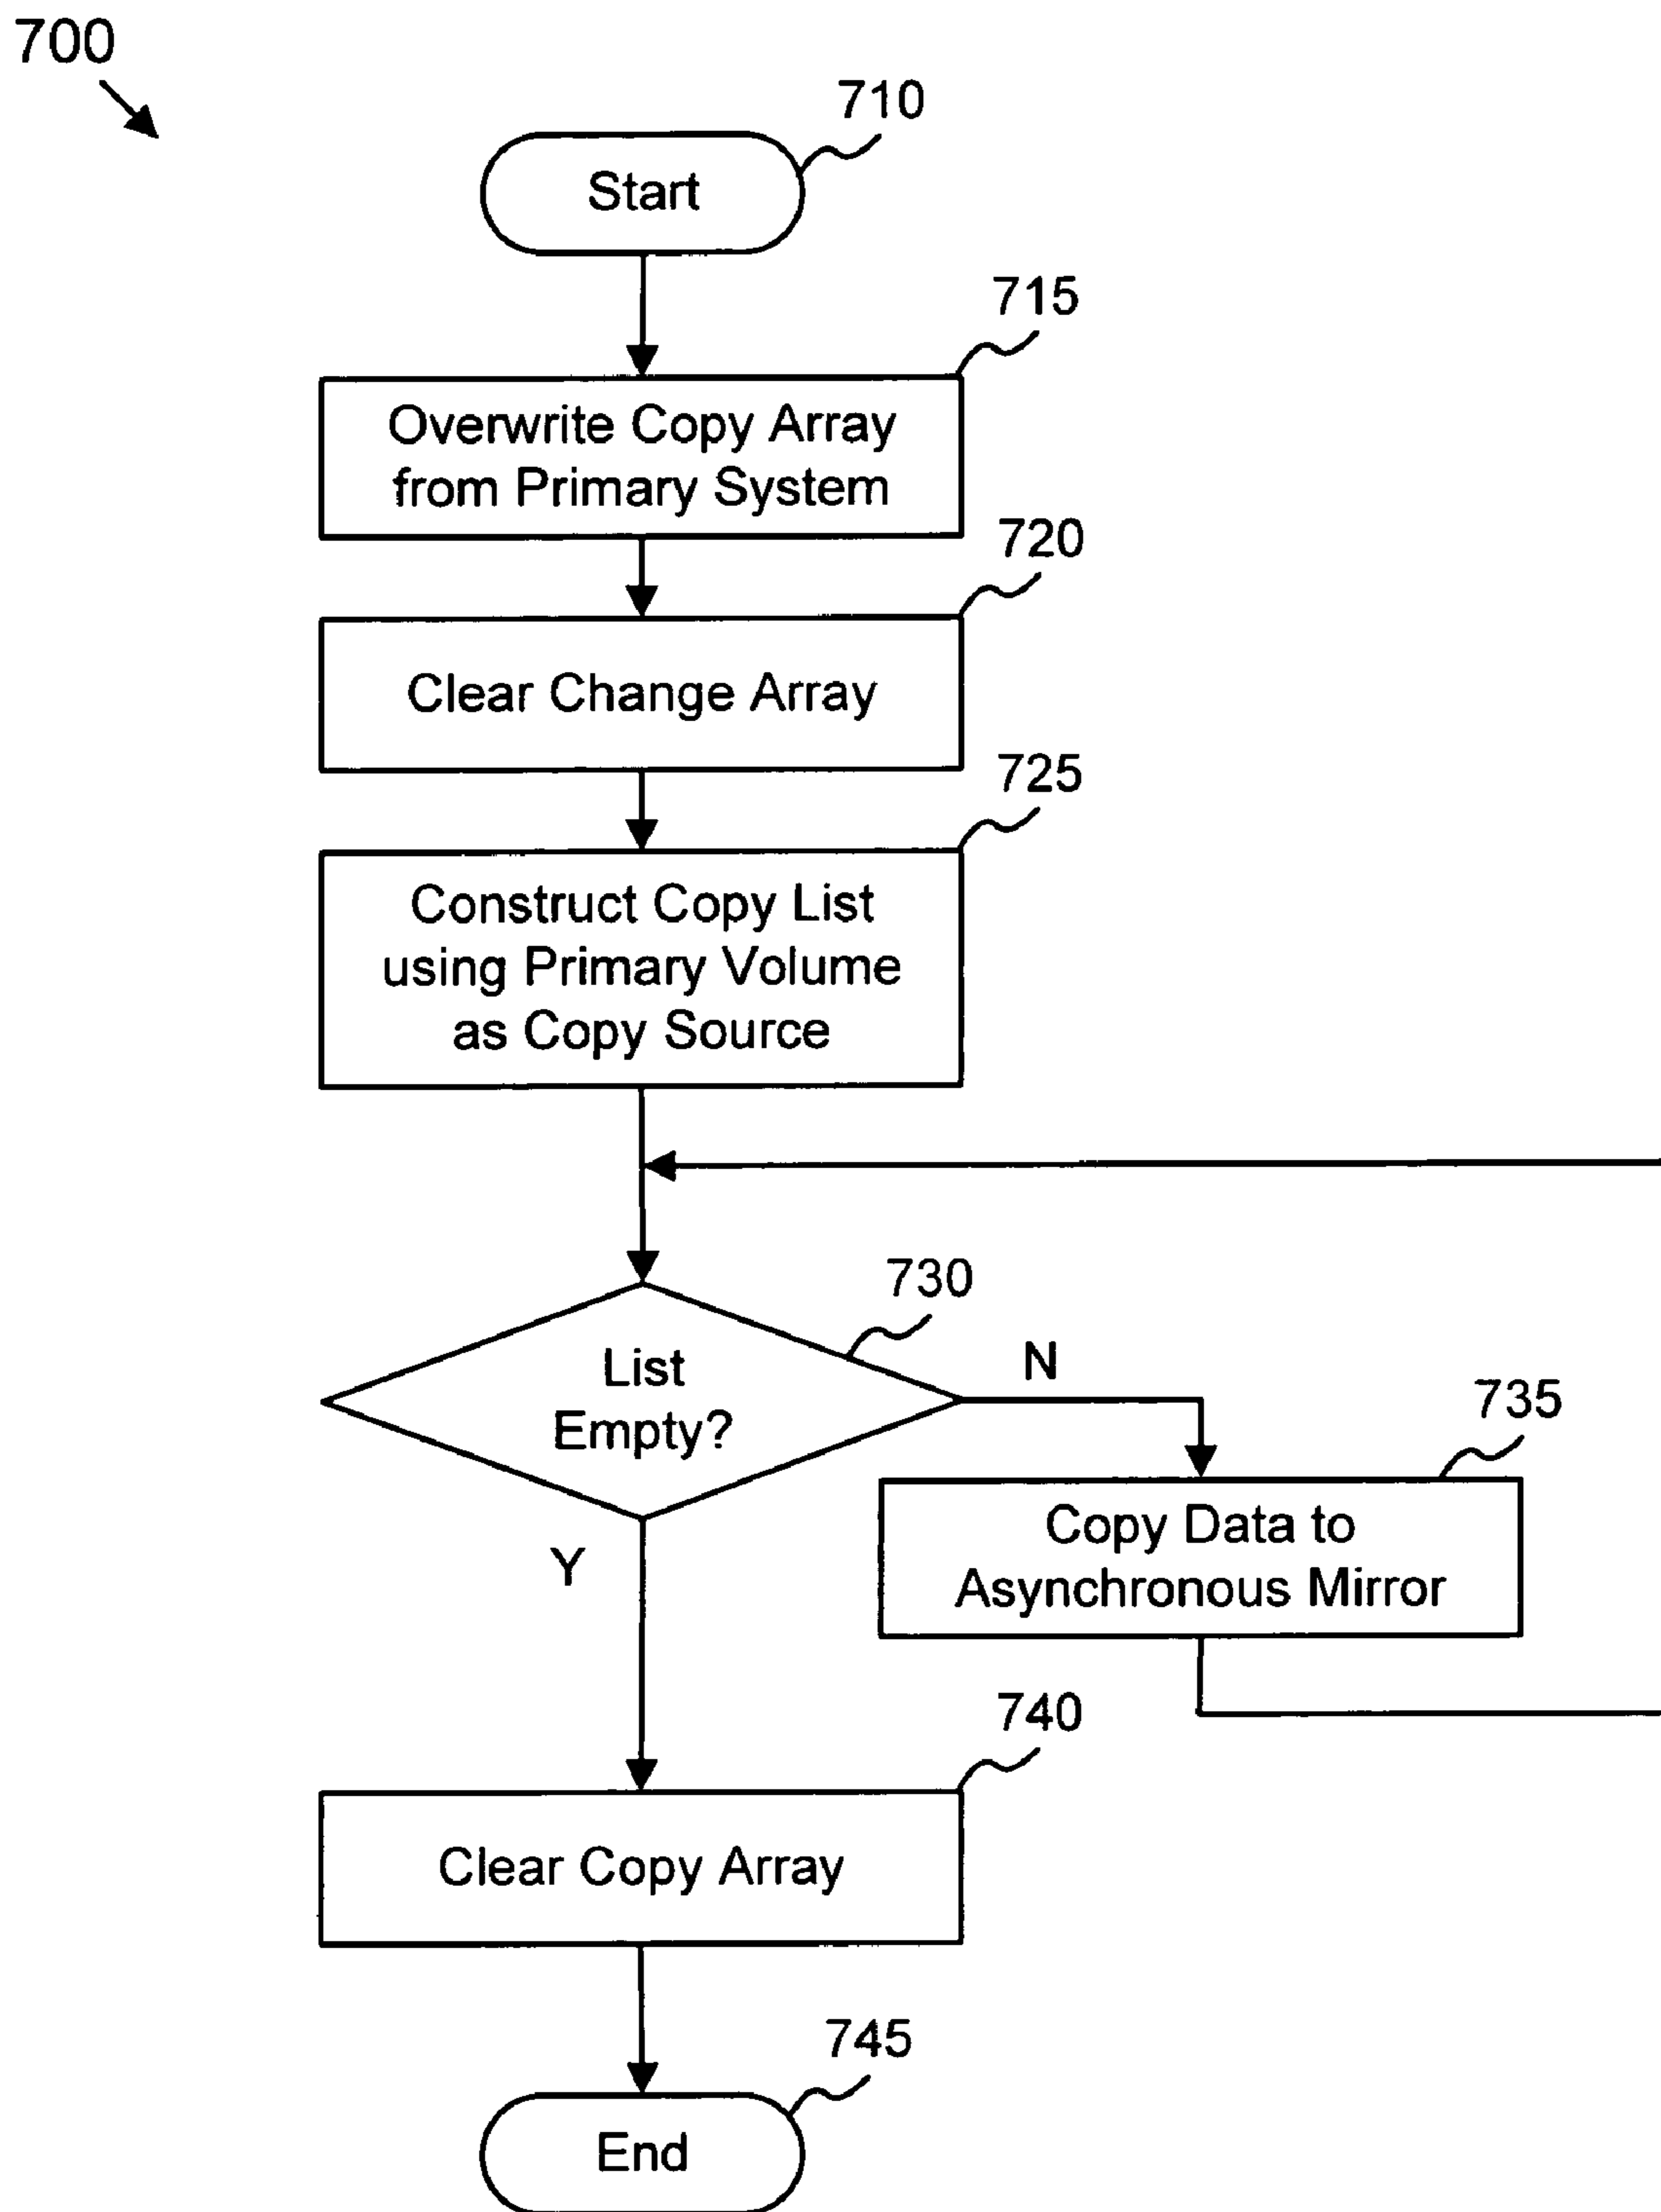 700
710
Start
715
Overwrite Copy Array
from Primary System
720
Clear Change Array
725
Construct Copy List
using Primary Volume
as Copy Source
730
List
Empty?
N
735
Copy Data to
Asynchronous Mirror
Y
740
Clear Copy Array
745
End